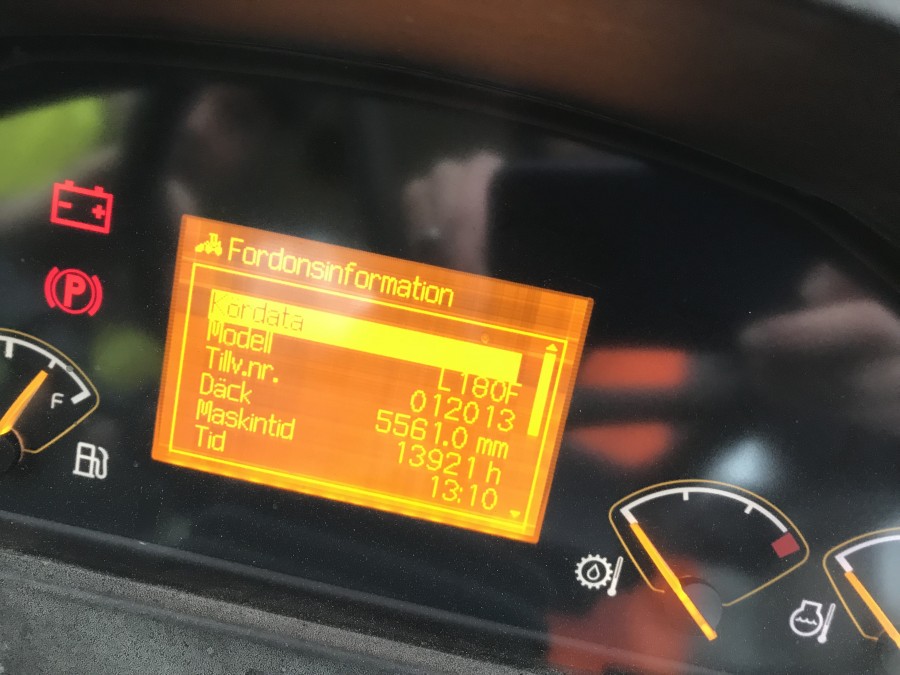 Fordonsinformation
Kördata
Modell L180F
Tillv.nr. 012013
Däck 5561.0 mm
Maskintid 13921 h
Tid 13:10
P
F